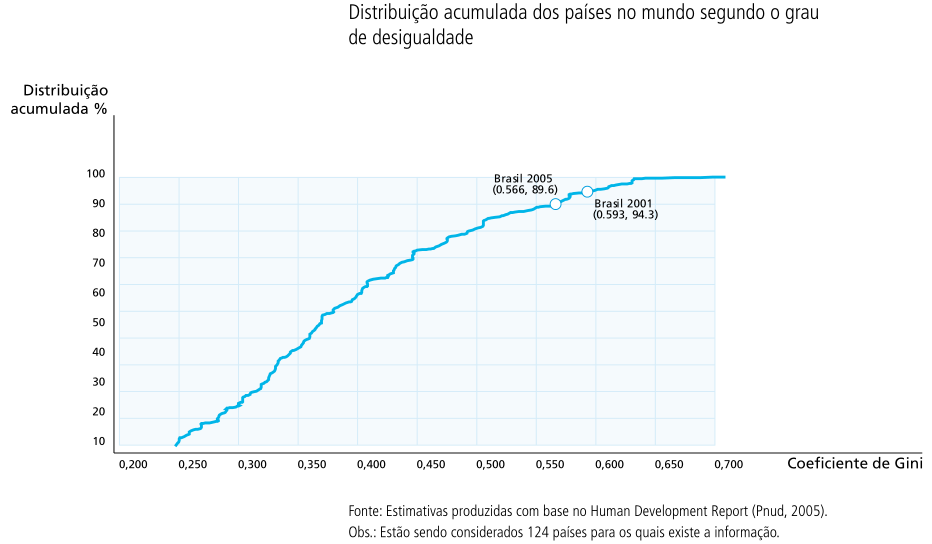 Distribuição acumulada dos países no mundo segundo o grau
de desigualdade
Distribuição
acumulada %
100
90
80
70
60
50
40
30
20
10
Brasil 2005
(0.566, 89.6)
Brasil 2001
(0.593, 94.3)
0,200 0,250 0,300 0,350 0,400 0,450 0,500 0,550 0,600 0,650 0,700
Coeficiente de Gini
Fonte: Estimativas produzidas com base no Human Development Report (Pnud, 2005).
Obs.: Estão sendo considerados 124 países para os quais existe a informação.